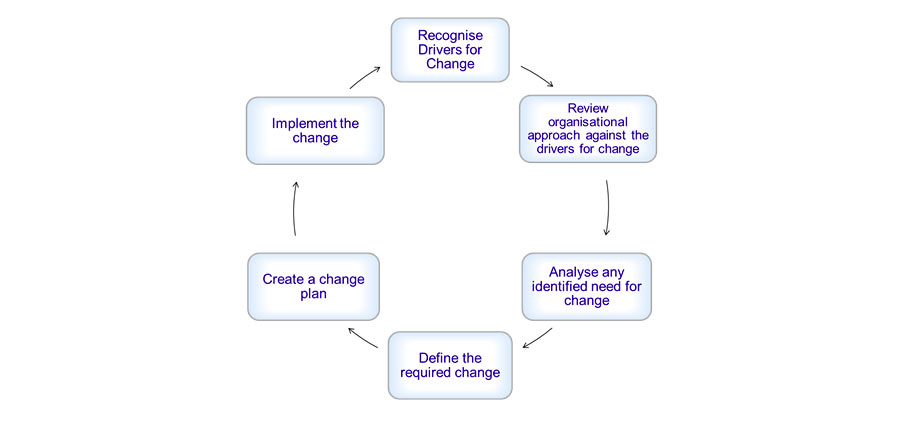 Recognise
Drivers for
Change
Review
organisational
approach against the
drivers for change
Analyse any
identified need for
change
Define the
required change
Create a change
plan
Implement the
change